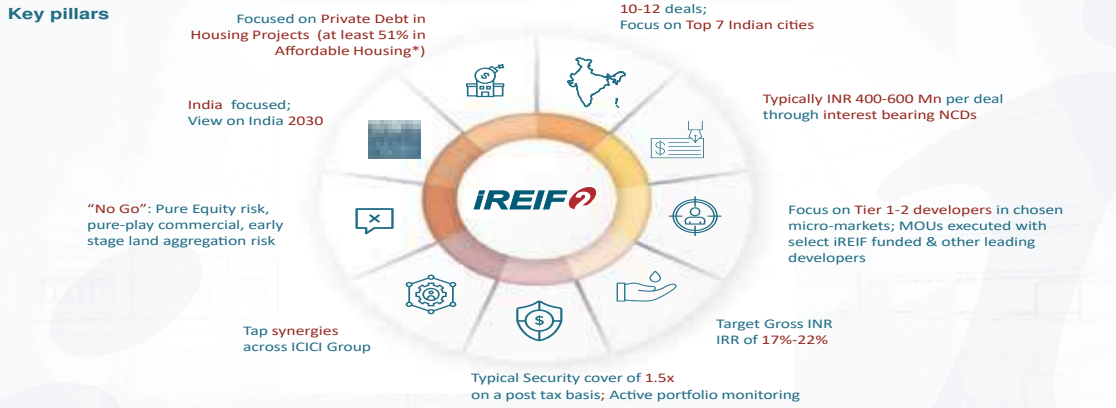 Key pillars
Focused on Private Debt in
Housing Projects (at least 51% in
Affordable Housing*)
10-12 deals;
Focus on Top 7 Indian cities
Typically INR 400-600 Mn per deal
through interest bearing NCDs
Focus on Tier 1-2 developers in chosen
micro-markets; MOUs executed with
select iREIF funded & other leading
developers
Target Gross INR
IRR of 17%-22%
Typical Security cover of 1.5x
on a post tax basis; Active portfolio monitoring
Tap synergies
across ICICI Group
“No Go”: Pure Equity risk,
pure-play commercial, early
stage land aggregation risk
India focused;
View on India 2030
iREIF 2
$
$
$